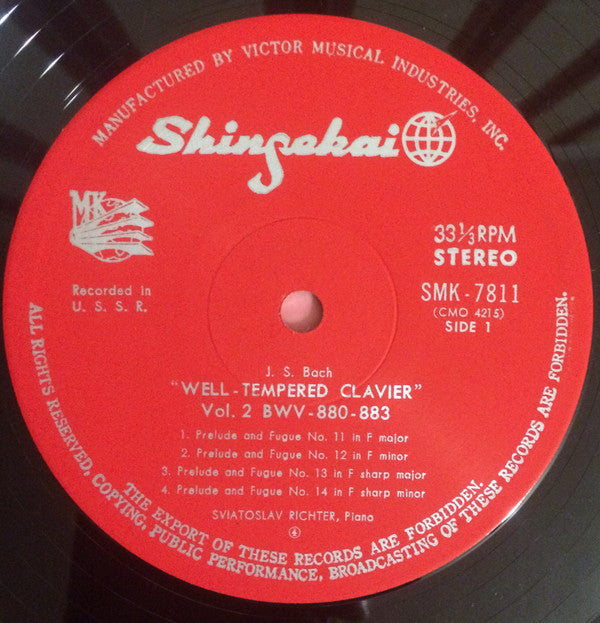 MANUFACTURED BY VICTOR MUSICAL INDUSTRIES, INC.
Shinsekai
MK
33⅓RPM
STEREO
Recorded in
U. S. S. R.
SMK-7811
(CMO 4215)
SIDE 1
J. S. Bach
"WELL-TEMPERED CLAVIER"
Vol. 2 BWV-880-883
1. Prelude and Fugue No. 11 in F major
2. Prelude and Fugue No. 12 in F minor
3. Prelude and Fugue No. 13 in F sharp major
4. Prelude and Fugue No. 14 in F sharp minor
SVIATOSLAV RICHTER, Piano
THE EXPORT OF THESE RECORDS ARE FORBIDDEN.
ALL RIGHTS RESERVED, COPYING, PUBLIC PERFORMANCE, BROADCASTING OF THESE RECORDS ARE FORBIDDEN.